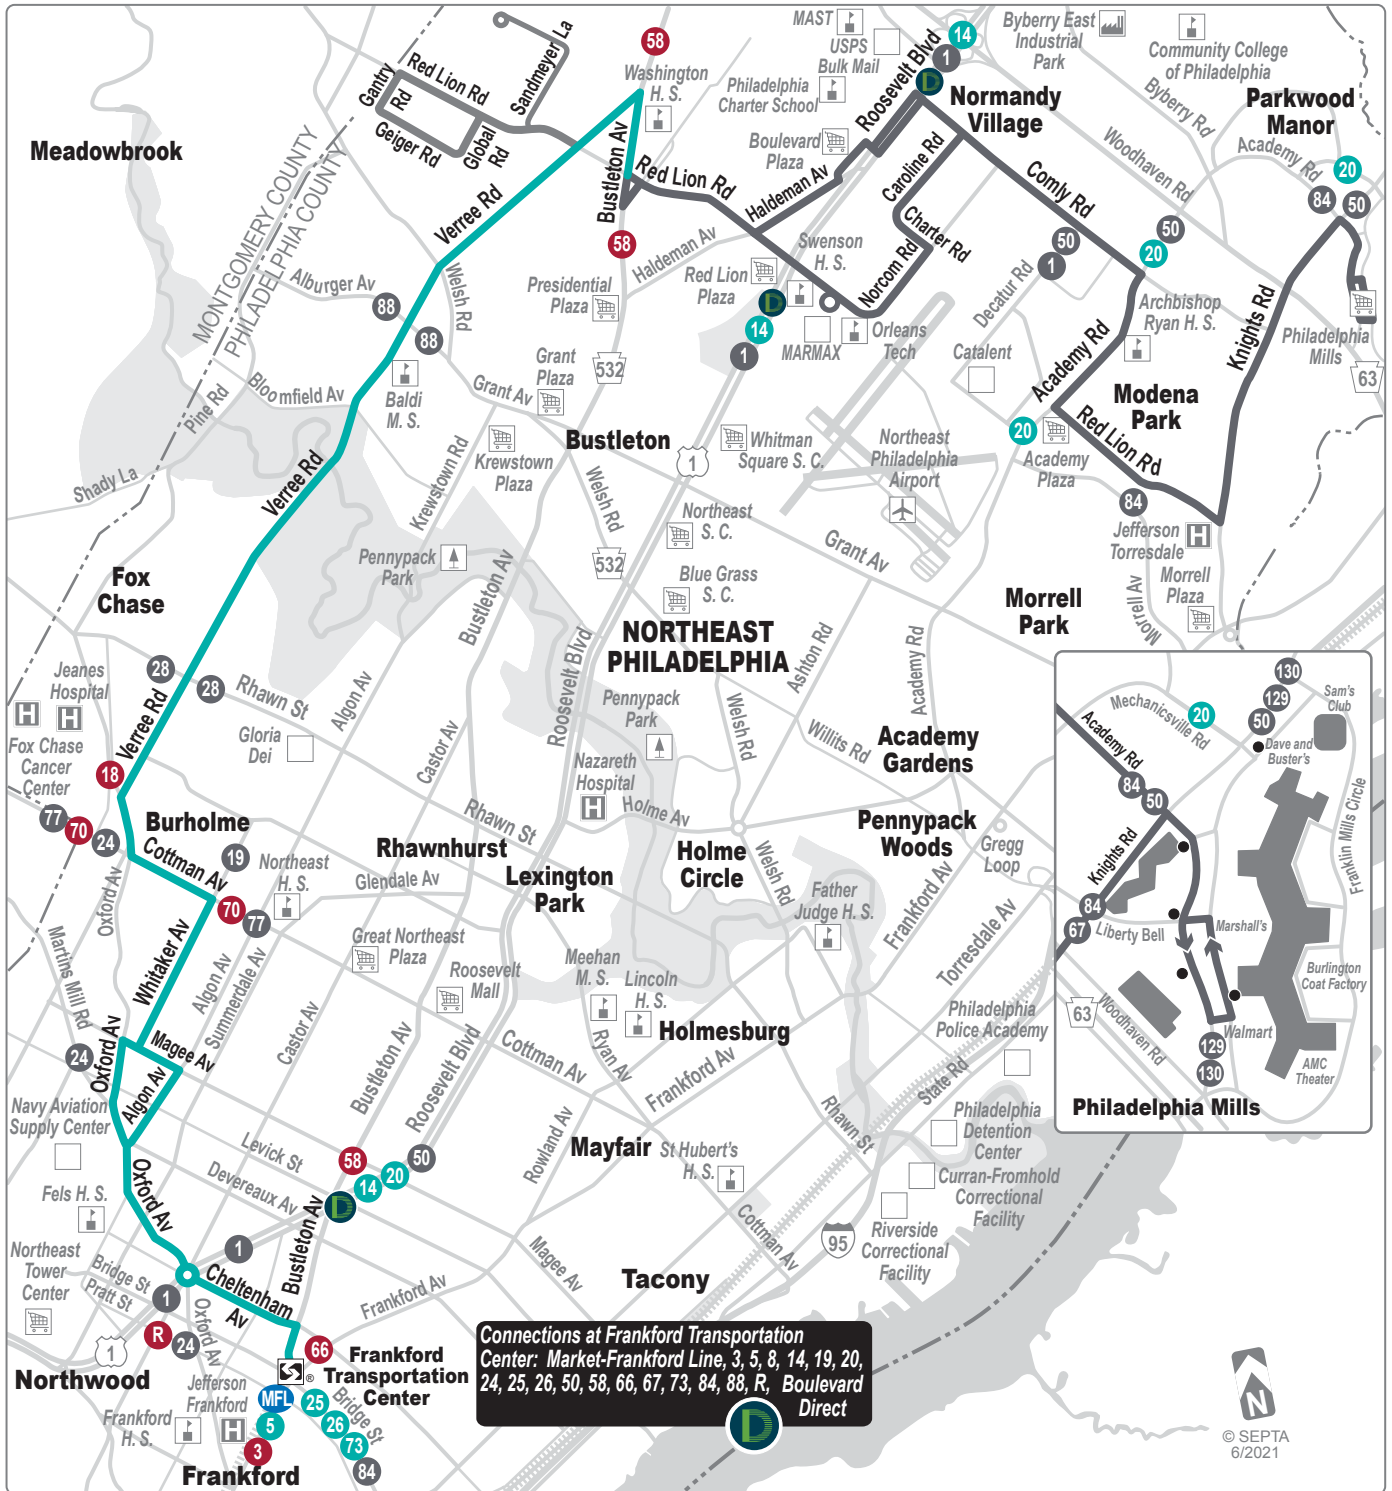 58
14
1
MAST
USPS
Bulk Mail
Byberry East
Industrial
Park
Community College
of Philadelphia
Roosevelt Blvd
Washington
H. S.
Philadelphia
Charter School
Boulevard
Plaza
Normandy
Village
Parkwood
Manor
Byberry Rd
Academy Rd
Woodhaven Rd
20
84
50
Gantry
Rd
Red Lion Rd
Sandmeyer La
Geiger Rd
Global
Rd
Meadowbrook
MONTGOMERY COUNTY
PHILADELPHIA COUNTY
Verree Rd
Bustleton Av
Red Lion Rd
Haldeman Av
Caroline Rd
Charter Rd
Norcom Rd
Comly Rd
50
20
50
1
Decatur Rd
Swenson
H. S.
58
Haldeman Av
Red Lion
Plaza
14
1
MARMAX
Orleans
Tech
Archbishop
Ryan H. S.
Knights Rd
Philadelphia
Mills
63
Alburger Av
88
88
Welsh Rd
Presidential
Plaza
532
Grant
Plaza
Grant Av
Catalent
Academy Rd
Modena
Park
Baldi
M. S.
Bloomfield Av
Pine Rd
Krewstown
Plaza
Krewstown Rd
Bustleton
Welsh Rd
1
Whitman
Square S. C.
Northeast
Philadelphia
Airport
20
Academy
Plaza
Red Lion Rd
84
Jefferson
Torresdale
Morrell
Plaza
Morrell Av
Shady La
Verree Rd
Northeast
S. C.
Grant Av
Pennypack
Park
532
Blue Grass
S. C.
Morrell
Park
Fox
Chase
Bustleton Av
Roosevelt Blvd
NORTHEAST
PHILADELPHIA
Ashton Rd
Academy Rd
Jeanes
Hospital
28
28
Rhawn St
Algon Av
Gloria
Dei
Castor Av
Pennypack
Park
Welsh Rd
Willits Rd
Academy
Gardens
Fox Chase
Cancer
Center
Verree Rd
18
Nazareth
Hospital
Holme Av
77
70
24
Burholme
Cottman Av
19
Northeast
H. S.
Rhawn St
Rhawnhurst
Glendale Av
Lexington
Park
Holme
Circle
Welsh Rd
Pennypack
Woods
Gregg
Loop
Father
Judge H. S.
Frankford Av
Torresdale Av
70
77
Oxford Av
Martins Mill Rd
Whitaker Av
Algon Av
Summerdale Av
Great Northeast
Plaza
Roosevelt
Mall
Meehan
M. S.
Lincoln
H. S.
Castor Av
Bustleton Av
Roosevelt Blvd
Cottman Av
Ryan Av
Holmesburg
Frankford Av
Philadelphia
Police Academy
State Rd
24
Oxford Av
Magee Av
Algon Av
Navy Aviation
Supply Center
Levick St
Devereaux Av
58
14
20
50
Rowland Av
Mayfair
St Hubert's
H. S.
Rhawn St
Philadelphia
Detention
Center
Curran-Fromhold
Correctional
Facility
Riverside
Correctional
Facility
95
Cottman Av
Fels H. S.
Oxford Av
Bustleton Av
Northeast
Tower
Center
Bridge St
Pratt St
1
1
Cheltenham
Av
Frankford Av
Magee Av
Tacony
R
24
Oxford Av
1
66
Northwood
Frankford
Transportation
Center
®
Jefferson
Frankford
MFL
5
3
25
26
73
84
Bridge St
Frankford
H. S.
Frankford
Connections at Frankford Transportation
Center: Market-Frankford Line, 3, 5, 8, 14, 19, 20,
24, 25, 26, 50, 58, 66, 67, 73, 84, 88, R, Boulevard
Direct
D
130
129
50
Sam's
Club
Mechanicsville Rd
20
Dave and
Buster's
Academy Rd
84
50
Franklin Mills Circle
Knights Rd
84
67
Liberty Bell
Marshall's
Burlington
Coat Factory
63
Woodhaven Rd
Walmart
129
130
AMC
Theater
Philadelphia Mills
N
© SEPTA
6/2021